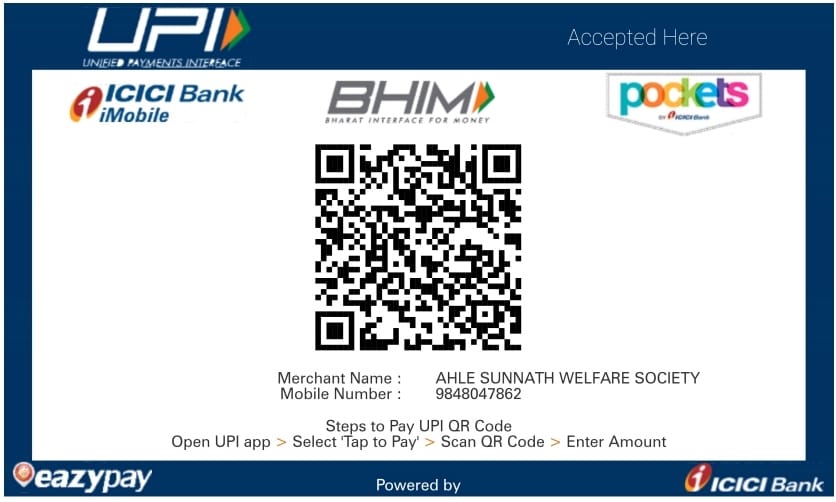 UPI
Accepted Here
UNIFIED PAYMENTS INTERFACE
ICICI Bank
iMobile
BHIM
BHARAT INTERFACE FOR MONEY
pockets
BY ICICI Bank
Merchant Name : AHLE SUNNATH WELFARE SOCIETY
Mobile Number : 9848047862
Steps to Pay UPI QR Code
Open UPI app > Select 'Tap to Pay' > Scan QR Code > Enter Amount
eazypay
Powered by
ICICI Bank